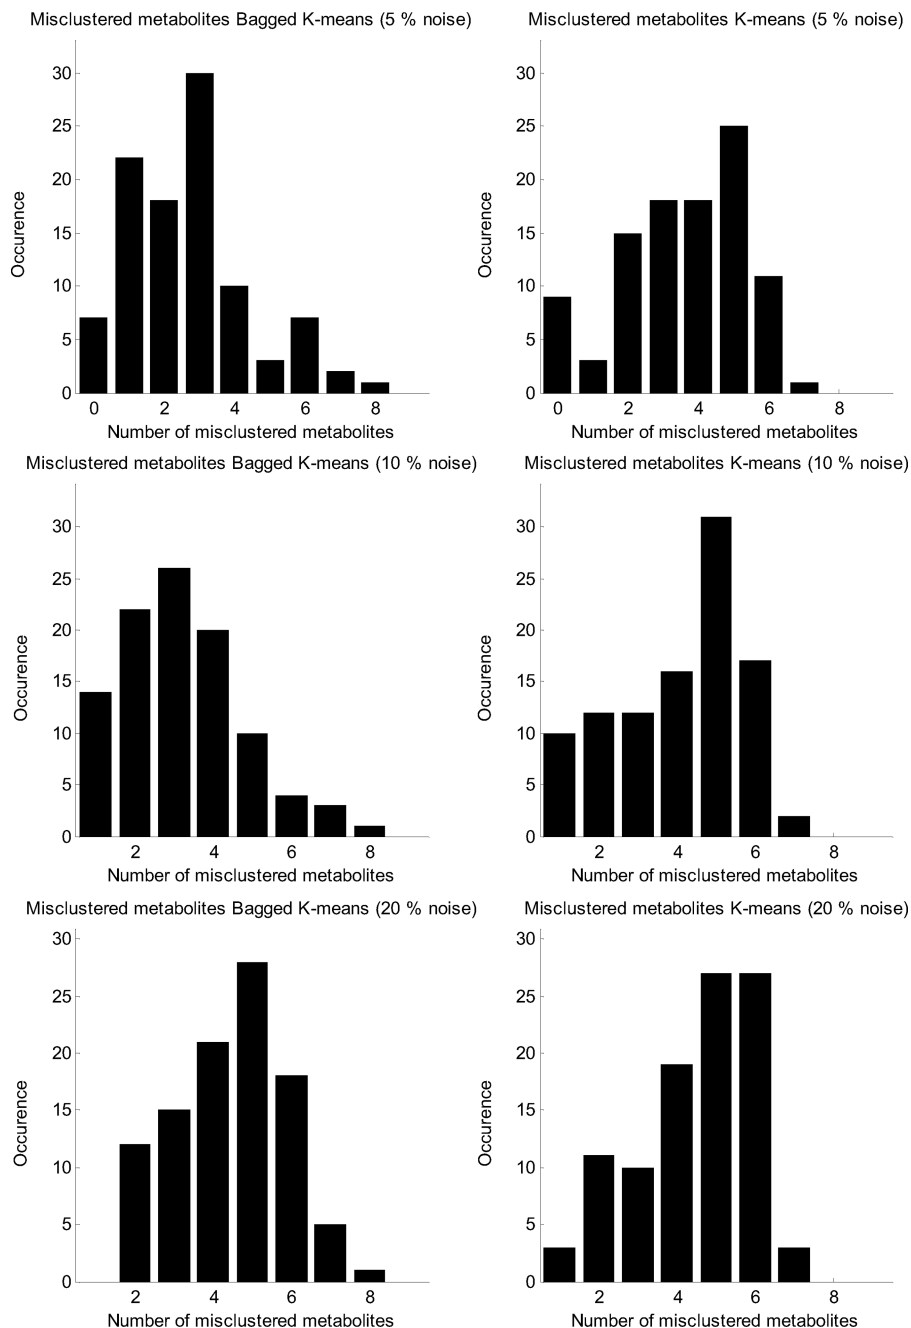 Misclustered metabolites Bagged K-means (5 % noise)
30
25
20
15
10
5
0
Occurence
0 2 4 6 8
Number of misclustered metabolites
Misclustered metabolites K-means (5 % noise)
30
25
20
15
10
5
0
Occurence
0 2 4 6 8
Number of misclustered metabolites
Misclustered metabolites Bagged K-means (10 % noise)
30
25
20
15
10
5
0
Occurence
2 4 6 8
Number of misclustered metabolites
Misclustered metabolites K-means (10 % noise)
30
25
20
15
10
5
0
Occurence
2 4 6 8
Number of misclustered metabolites
Misclustered metabolites Bagged K-means (20 % noise)
30
25
20
15
10
5
0
Occurence
2 4 6 8
Number of misclustered metabolites
Misclustered metabolites K-means (20 % noise)
30
25
20
15
10
5
0
Occurence
2 4 6 8
Number of misclustered metabolites